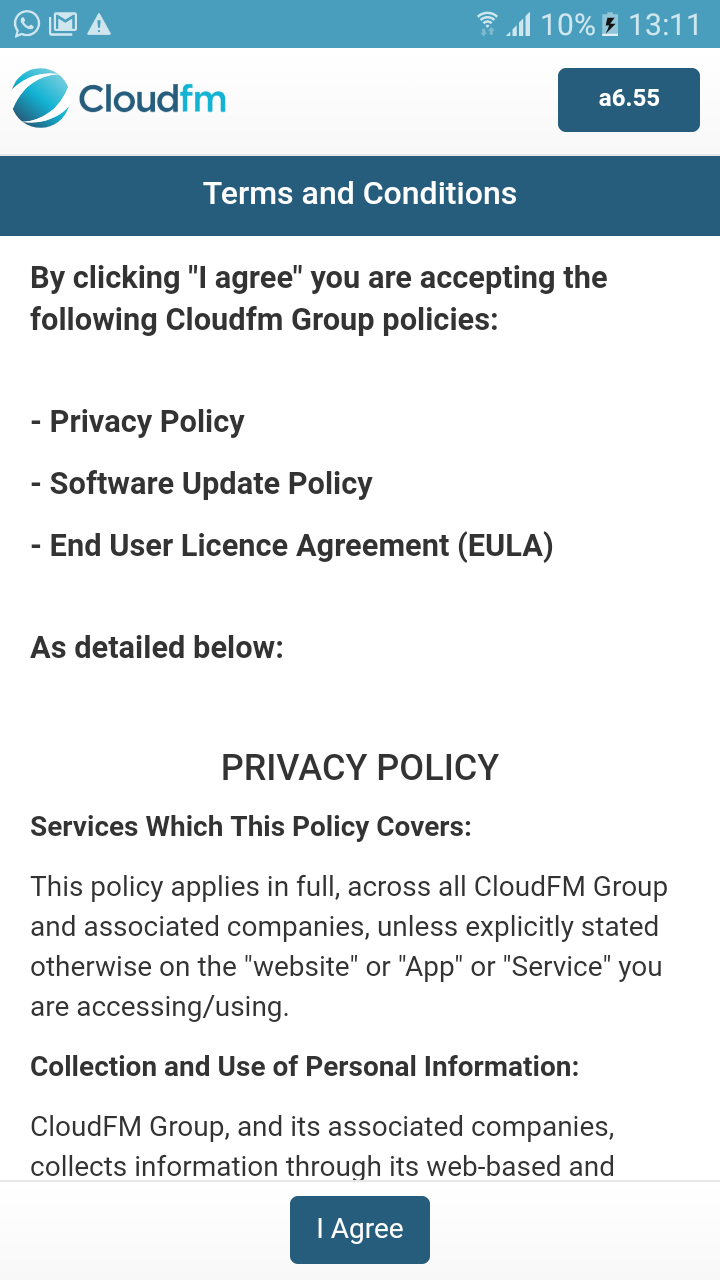 10% 13:11
Cloudfm
a6.55
Terms and Conditions
By clicking "I agree" you are accepting the
following Cloudfm Group policies:
- Privacy Policy
- Software Update Policy
- End User Licence Agreement (EULA)
As detailed below:
PRIVACY POLICY
Services Which This Policy Covers:
This policy applies in full, across all CloudFM Group
and associated companies, unless explicitly stated
otherwise on the "website" or "App" or "Service" you
are accessing/using.
Collection and Use of Personal Information:
CloudFM Group, and its associated companies,
collects information through its web-based and
I Agree